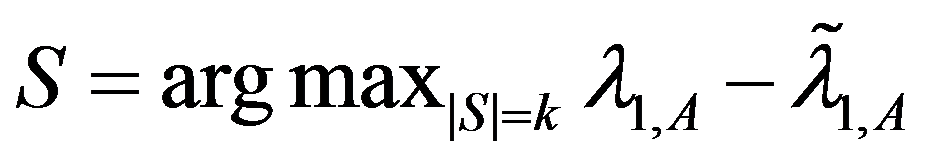 S = arg max_{|S|=k} λ_{1,A} − λ̃_{1,A}